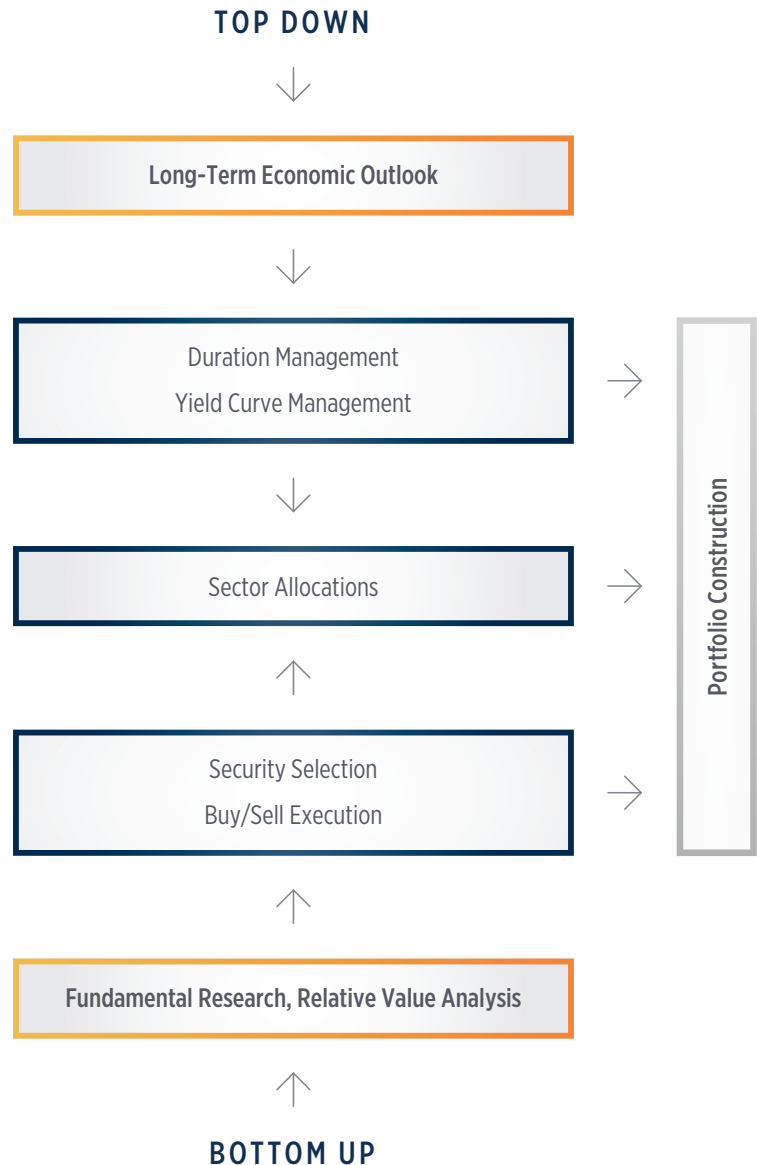 TOP DOWN
Long-Term Economic Outlook
Duration Management
Yield Curve Management
Sector Allocations
Security Selection
Buy/Sell Execution
Portfolio Construction
Fundamental Research, Relative Value Analysis
BOTTOM UP